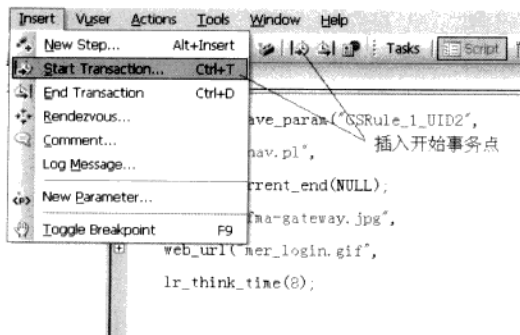 Insert Vuser Actions Tools Window Help
New Step... Alt+Insert
Tasks Script
Start Transaction... Ctrl+T
End Transaction Ctrl+D
Rendezvous...
ave_param("CSRule_1_UID2",
插入开始事务点
Comment...
nav.pl",
Log Message...
rrent_end(NULL);
New Parameter...
fma-gateway.jpg",
Toggle Breakpoint F9
web_url("mer_login.gif",
lr_think_time(8);